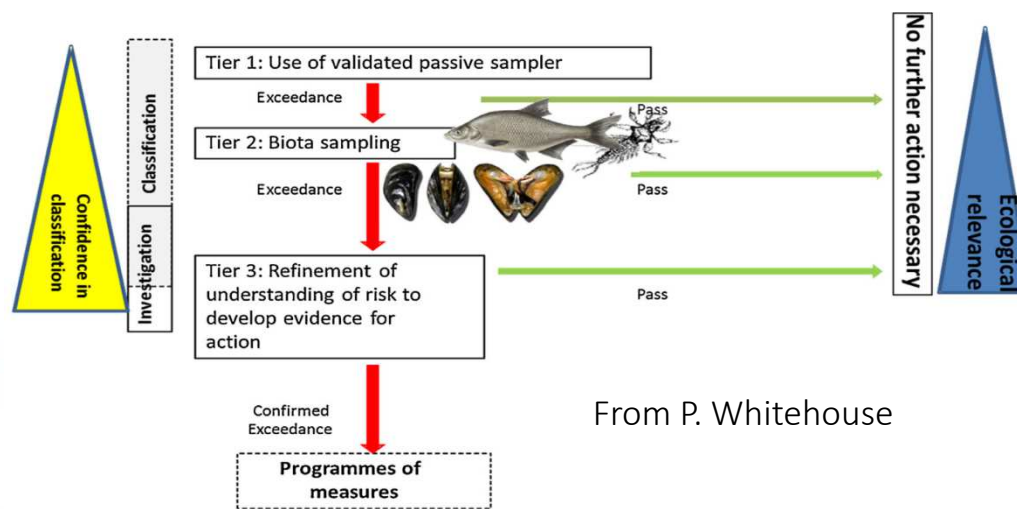 Tier 1: Use of validated passive sampler
Exceedance
Pass
Tier 2: Biota sampling
Exceedance
Pass
Tier 3: Refinement of
understanding of risk to
develop evidence for
action
Pass
Confirmed
Exceedance
Programmes of
measures
Confidence in
classification
Classification
Investigation
No further action necessary
Ecological
relevance
From P. Whitehouse